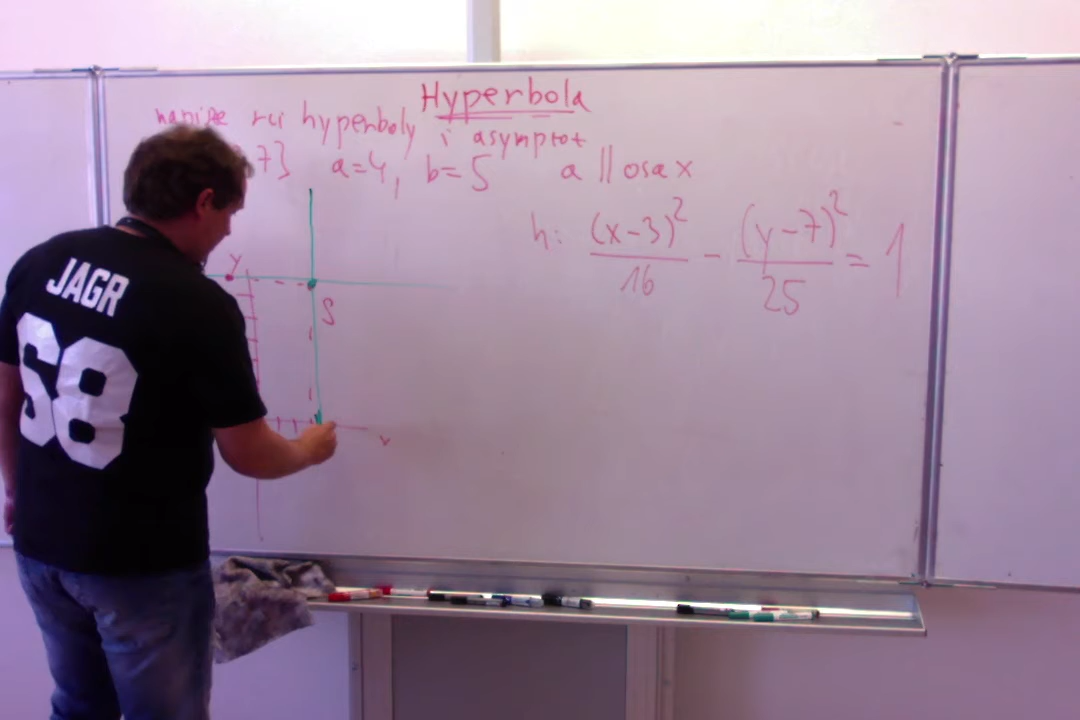 Hyperbola
napište rci hyperboly i asymptot
7] a=4, b=5 a || osa x
h: (x-3)²/16 - (y-7)²/25 = 1
y
S
x
JAGR
68